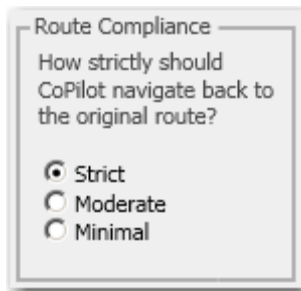 Route Compliance
How strictly should
CoPilot navigate back to
the original route?
Strict
Moderate
Minimal